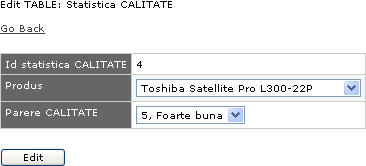 Edit TABLE: Statistica CALITATE
Go Back
Id statistica CALITATE 4
Produs Toshiba Satellite Pro L300-22P
Parere CALITATE 5, Foarte buna
Edit